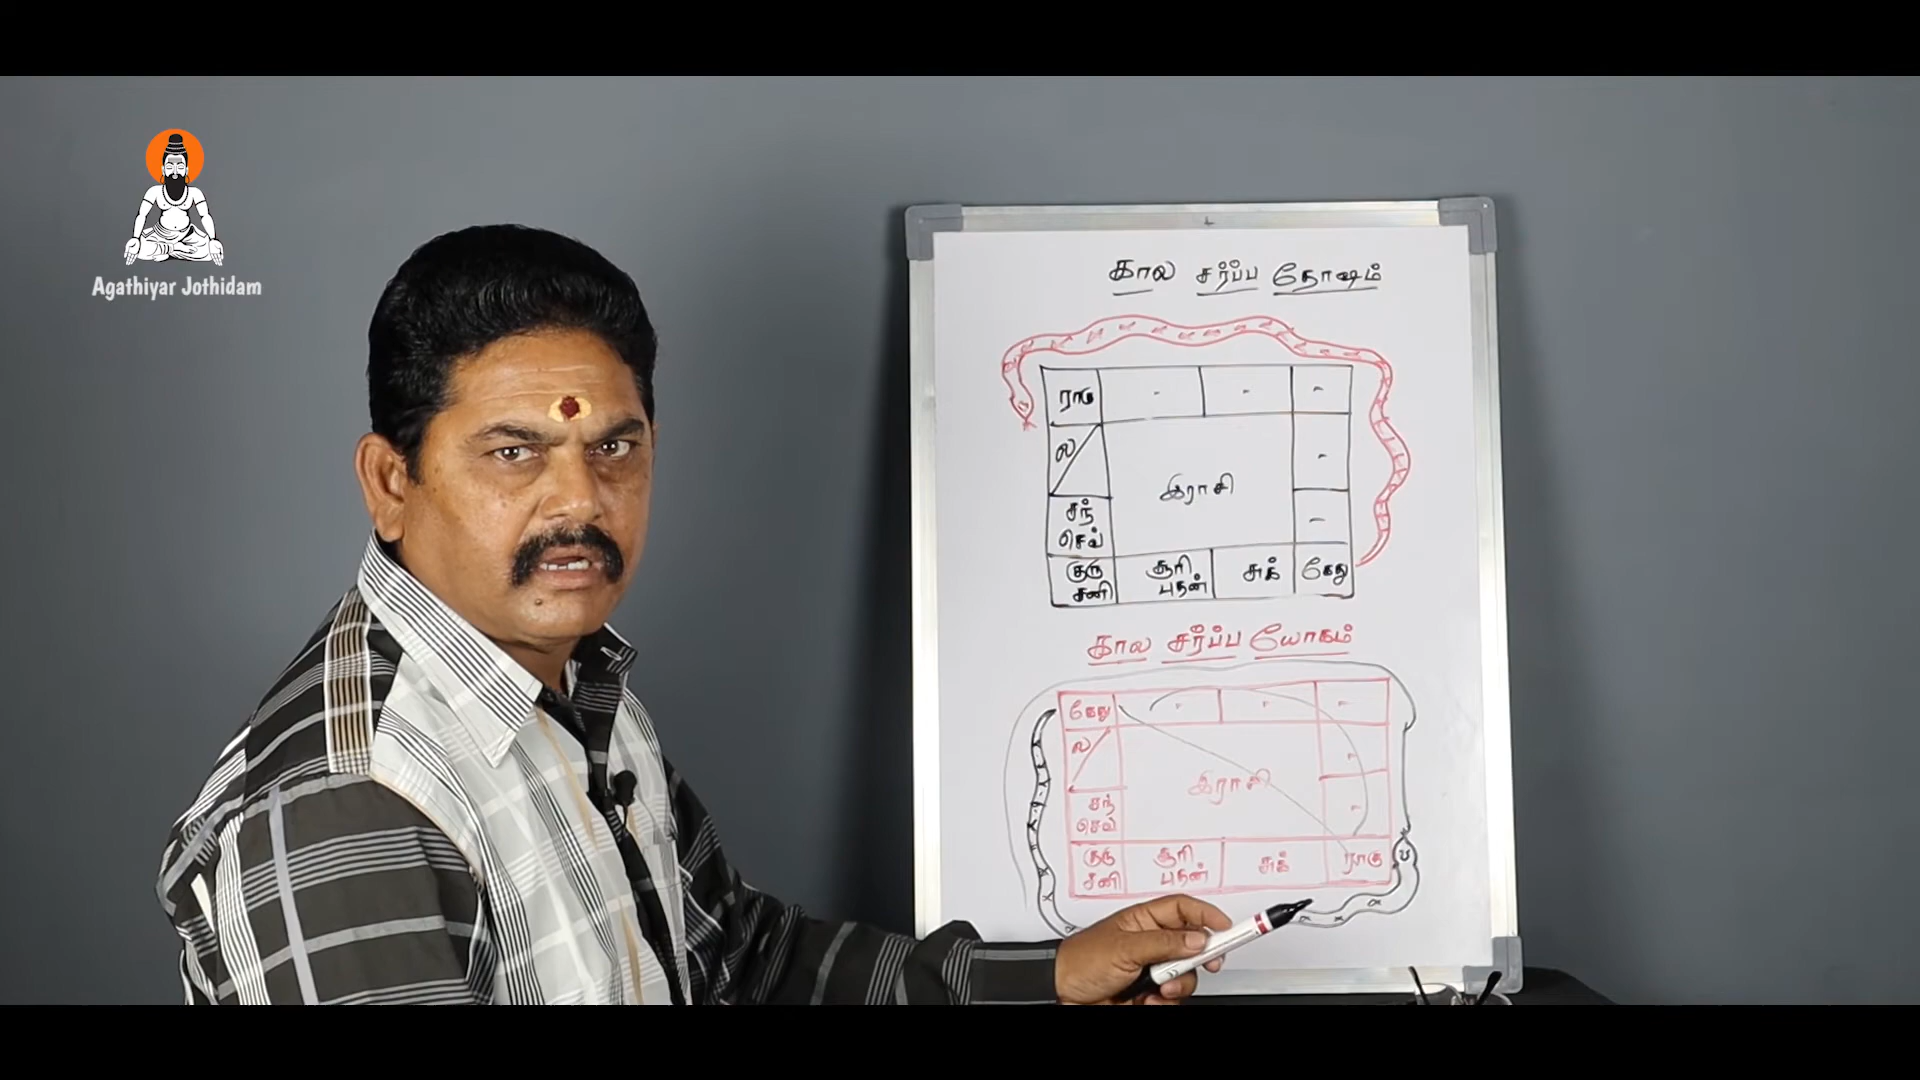 Agathiyar Jothidam
கால சர்ப்ப தோஷம்
ராகு - - -
ல -
இராசி
சந் -
செவ்
குரு சூரி சுக் கேது
சனி புதன்
கால சர்ப்ப யோகம்
கேது - - -
ல -
இராசி
சந் -
செவ்
குரு சூரி சுக் ராகு
சனி புதன்